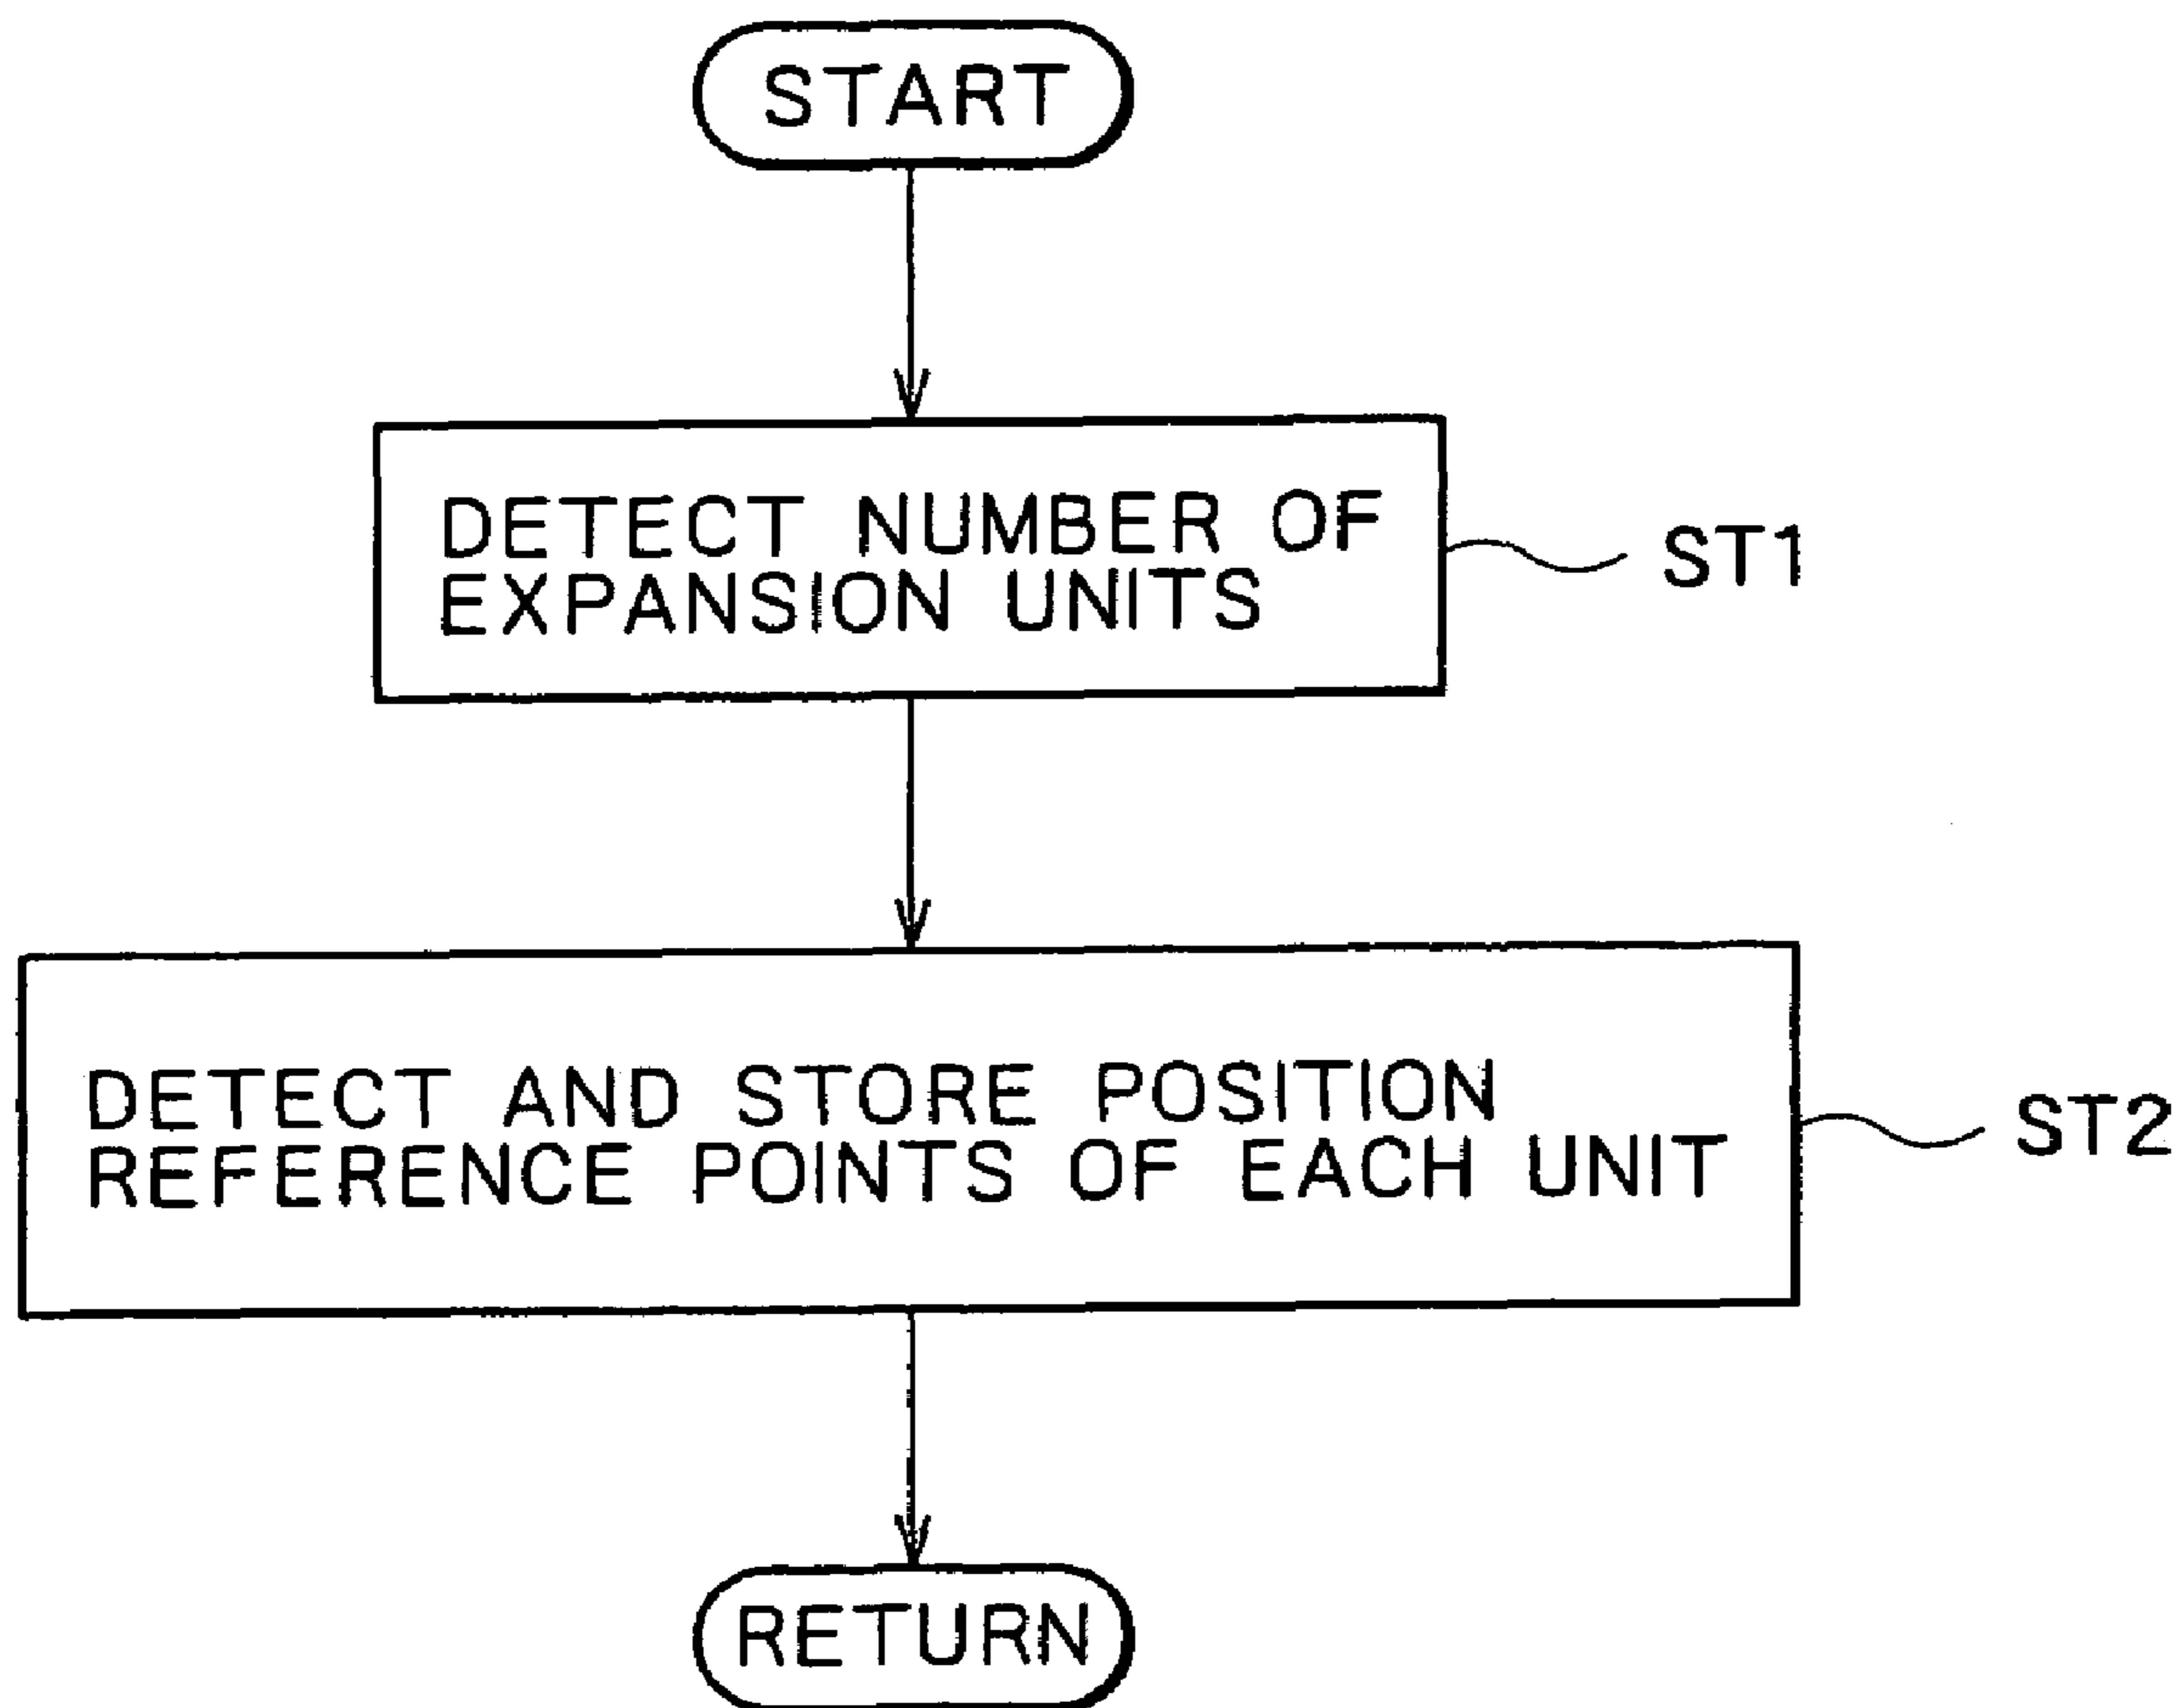 START
DETECT NUMBER OF
EXPANSION UNITS
ST1
DETECT AND STORE POSITION
REFERENCE POINTS OF EACH UNIT
ST2
RETURN